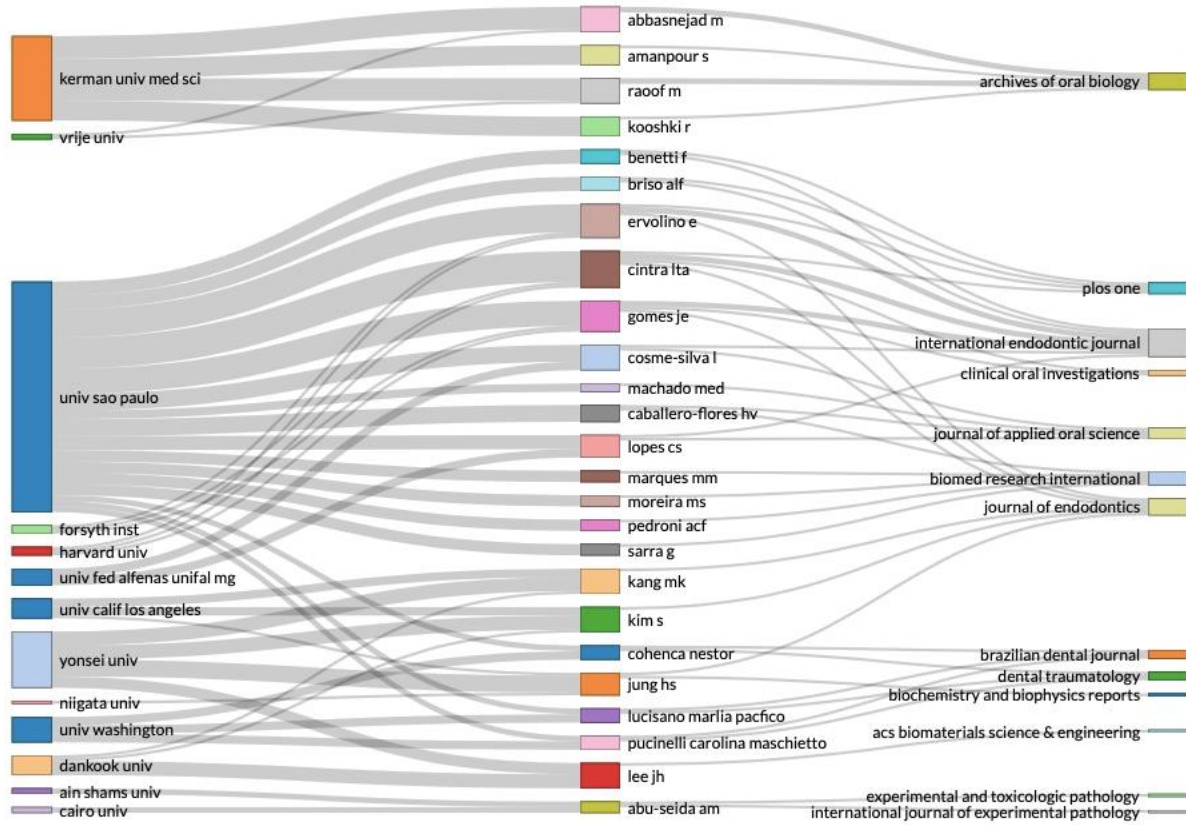 kerman univ med sci
vrije univ
univ sao paulo
forsyth inst
harvard univ
univ fed alfenas unifal mg
univ calif los angeles
yonsei univ
niigata univ
univ washington
dankook univ
ain shams univ
cairo univ
abbasnejad m
amanpour s
raoof m
kooshki r
benetti f
briso alf
ervolino e
cintra lta
gomes je
cosme-silva l
machado med
caballero-flores hv
lopes cs
marques mm
moreira ms
pedroni acf
sarra g
kang mk
kim s
cohenca nestor
jung hs
lucisano marlia pacfico
pucinelli carolina maschietto
lee jh
abu-seida am
archives of oral biology
plos one
international endodontic journal
clinical oral investigations
journal of applied oral science
biomed research international
journal of endodontics
brazilian dental journal
dental traumatology
biochemistry and biophysics reports
acs biomaterials science & engineering
experimental and toxicologic pathology
international journal of experimental pathology